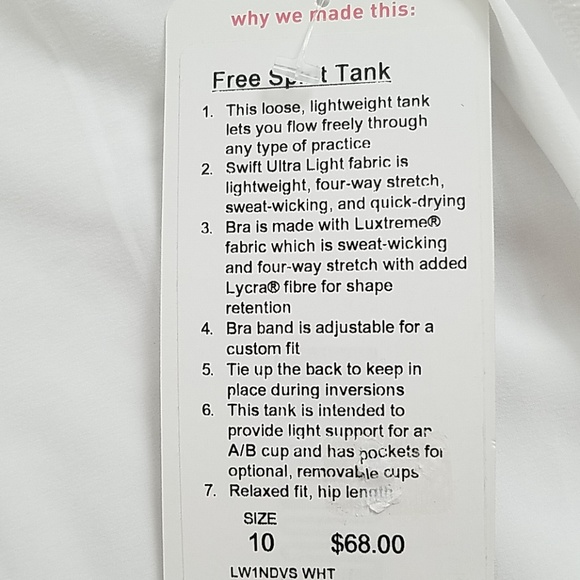 why we made this:
Free Spirit Tank
1. This loose, lightweight tank
lets you flow freely through
any type of practice
2. Swift Ultra Light fabric is
lightweight, four-way stretch,
sweat-wicking, and quick-drying
3. Bra is made with Luxtreme®
fabric which is sweat-wicking
and four-way stretch with added
Lycra® fibre for shape
retention
4. Bra band is adjustable for a
custom fit
5. Tie up the back to keep in
place during inversions
6. This tank is intended to
provide light support for an
A/B cup and has pockets for
optional, removable cups
7. Relaxed fit, hip length
SIZE
10 $68.00
LW1NDVS WHT